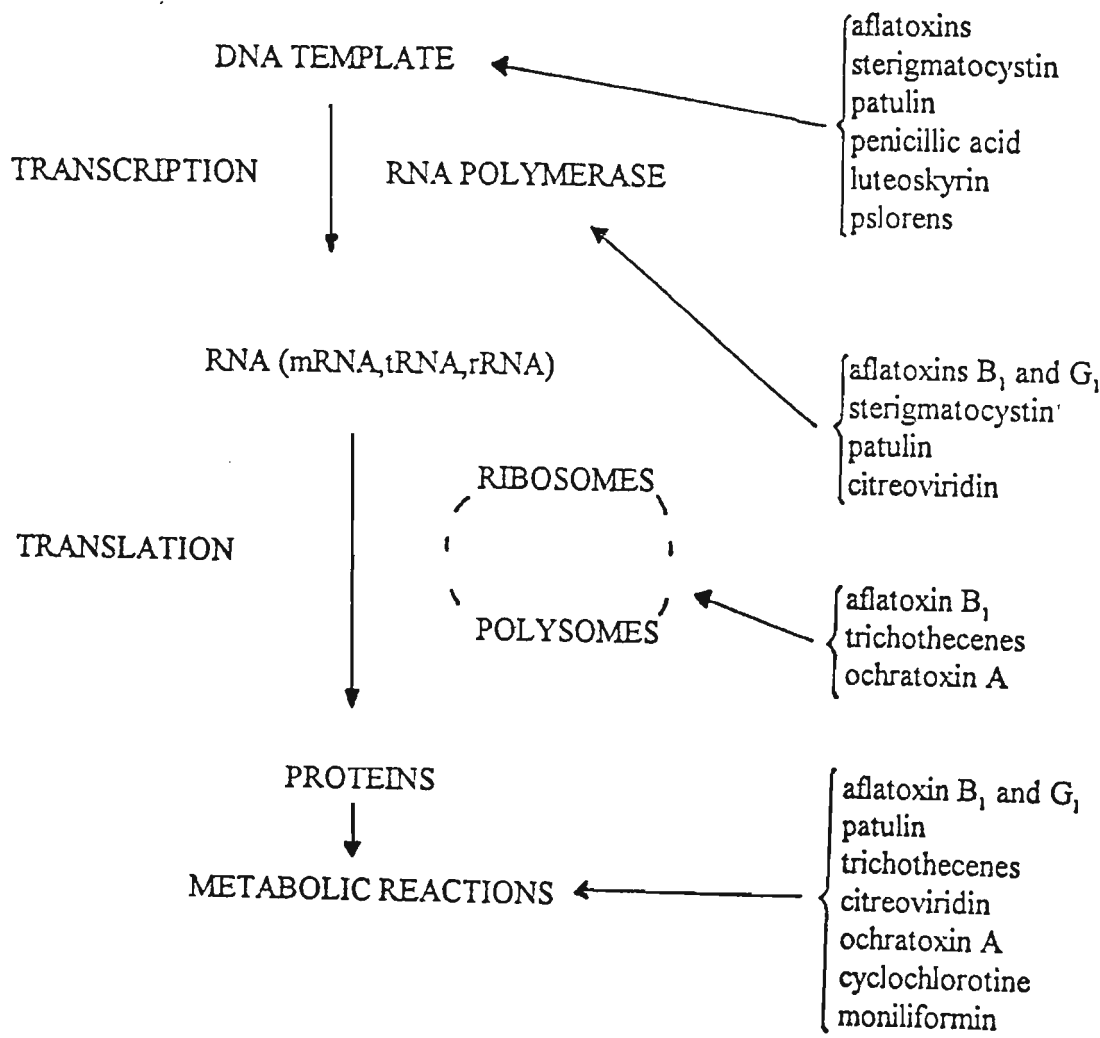 DNA TEMPLATE
aflatoxins
sterigmatocystin
patulin
penicillic acid
luteoskyrin
pslorens
TRANSCRIPTION
RNA POLYMERASE
RNA (mRNA,tRNA,rRNA)
aflatoxins B₁ and G₁
sterigmatocystin
patulin
citreoviridin
RIBOSOMES
TRANSLATION
POLYSOMES
aflatoxin B₁
trichothecenes
ochratoxin A
PROTEINS
METABOLIC REACTIONS
aflatoxin B₁ and G₁
patulin
trichothecenes
citreoviridin
ochratoxin A
cyclochlorotine
moniliformin